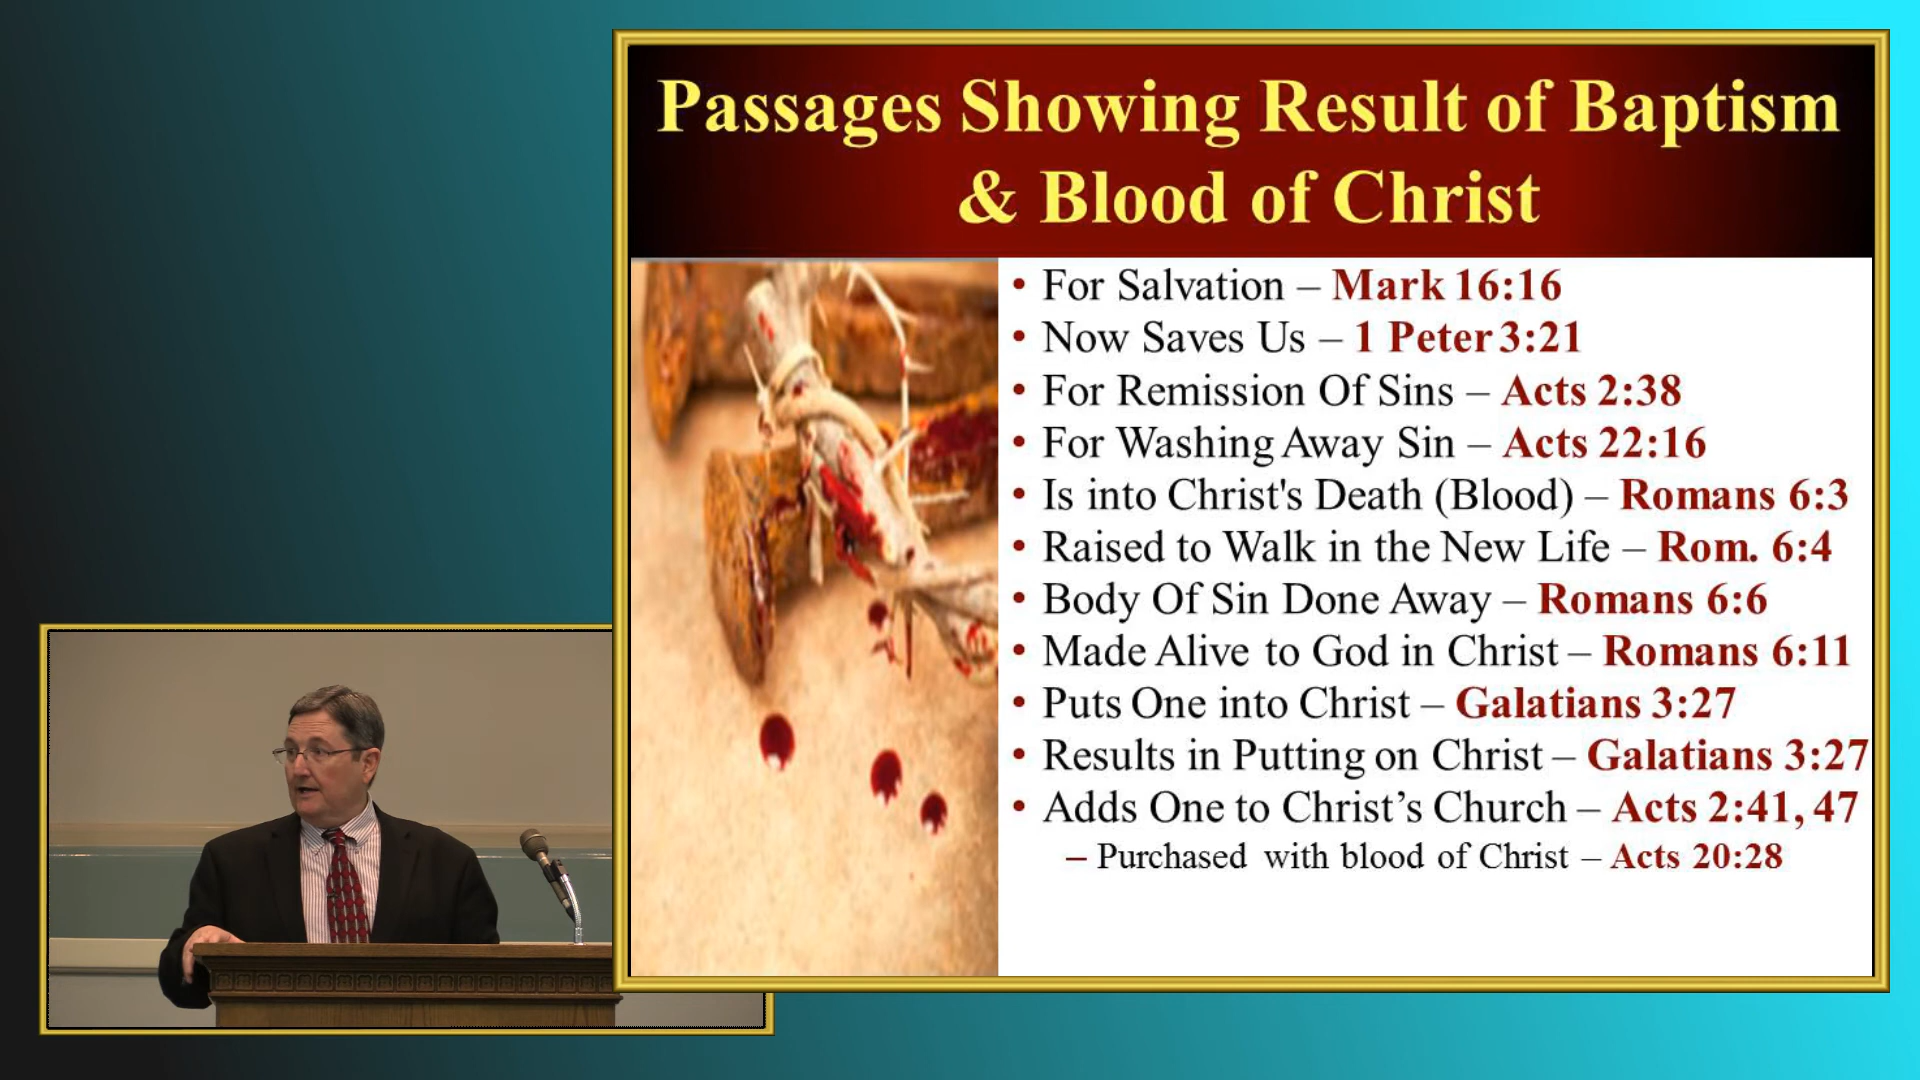 Passages Showing Result of Baptism
& Blood of Christ
• For Salvation – Mark 16:16
• Now Saves Us – 1 Peter 3:21
• For Remission Of Sins – Acts 2:38
• For Washing Away Sin – Acts 22:16
• Is into Christ's Death (Blood) – Romans 6:3
• Raised to Walk in the New Life – Rom. 6:4
• Body Of Sin Done Away – Romans 6:6
• Made Alive to God in Christ – Romans 6:11
• Puts One into Christ – Galatians 3:27
• Results in Putting on Christ – Galatians 3:27
• Adds One to Christ’s Church – Acts 2:41, 47
– Purchased with blood of Christ – Acts 20:28